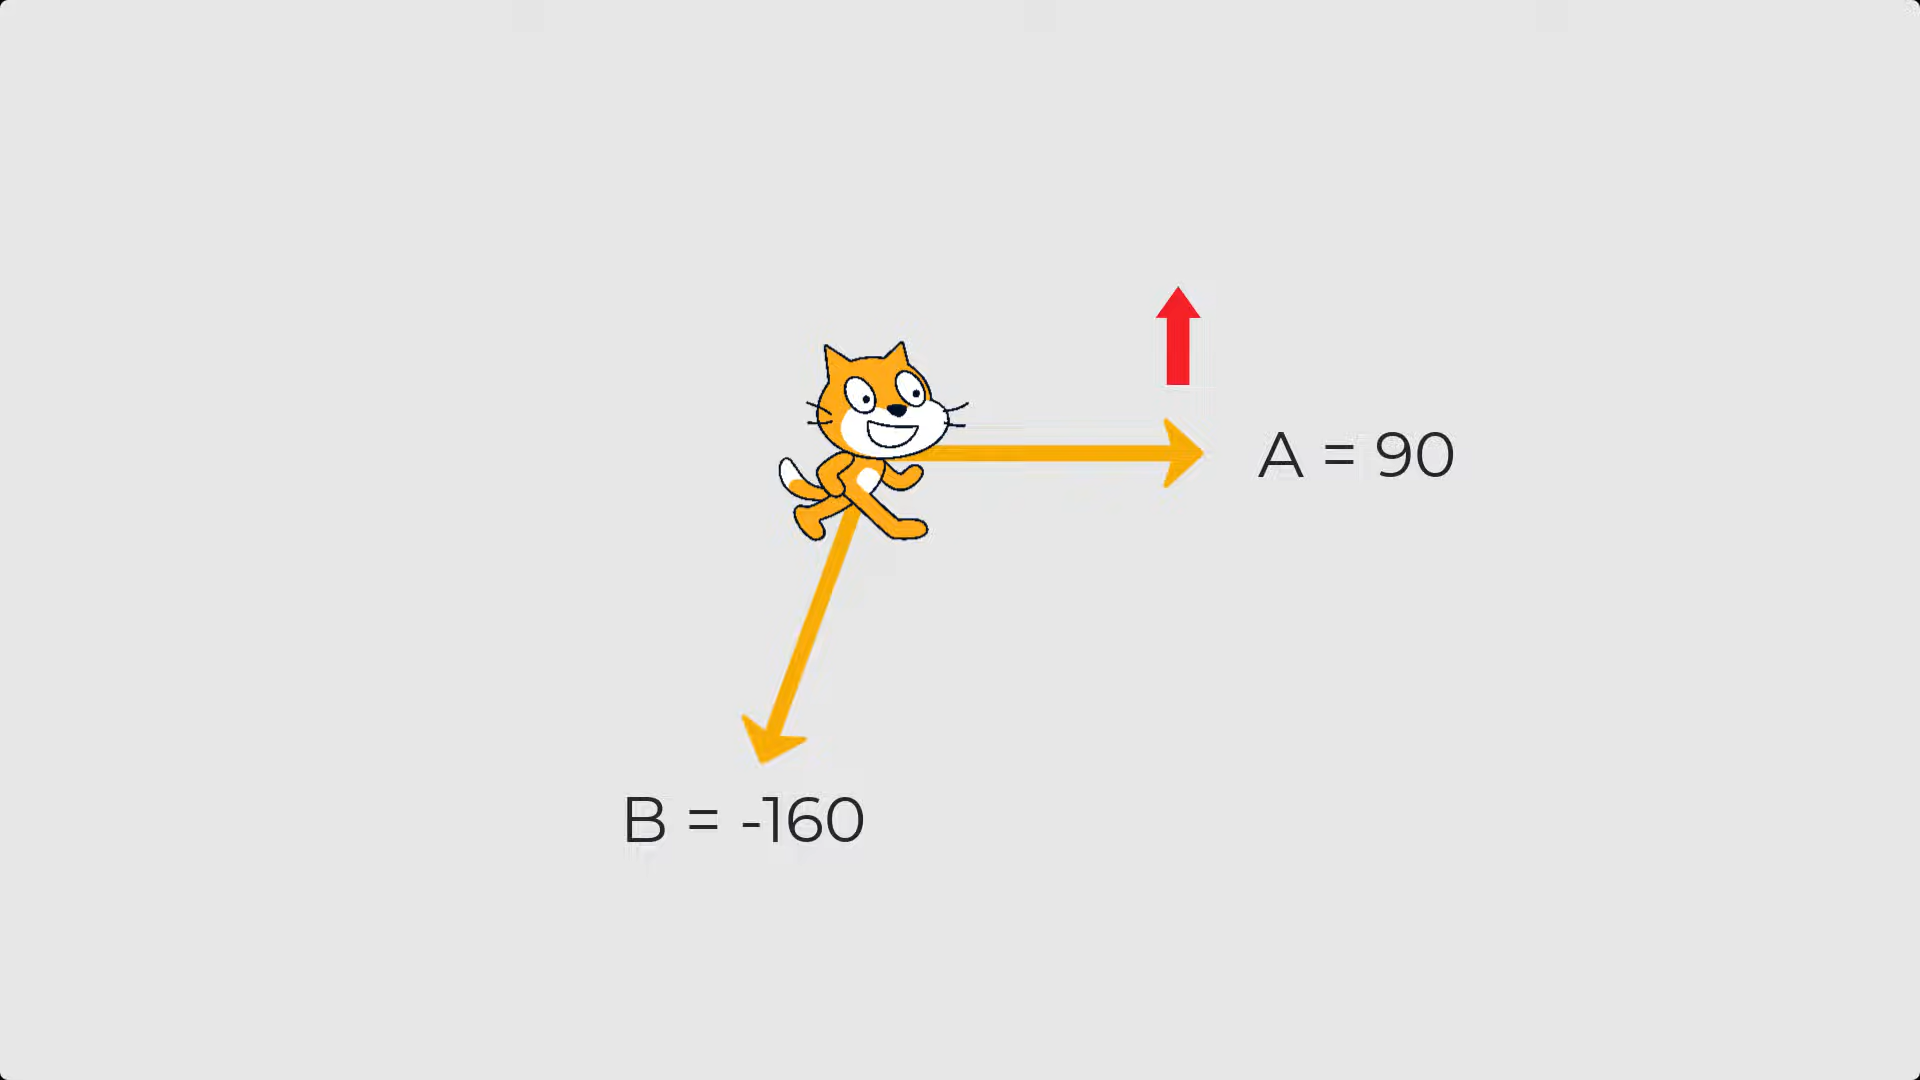 A = 90
B = -160